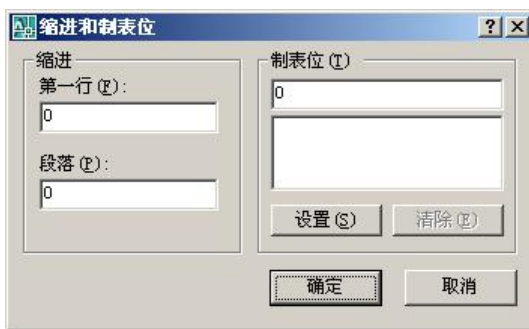 缩进和制表位
缩进
第一行(F):
0
段落(P):
0
制表位(T)
0
设置(S)
清除(E)
确定
取消